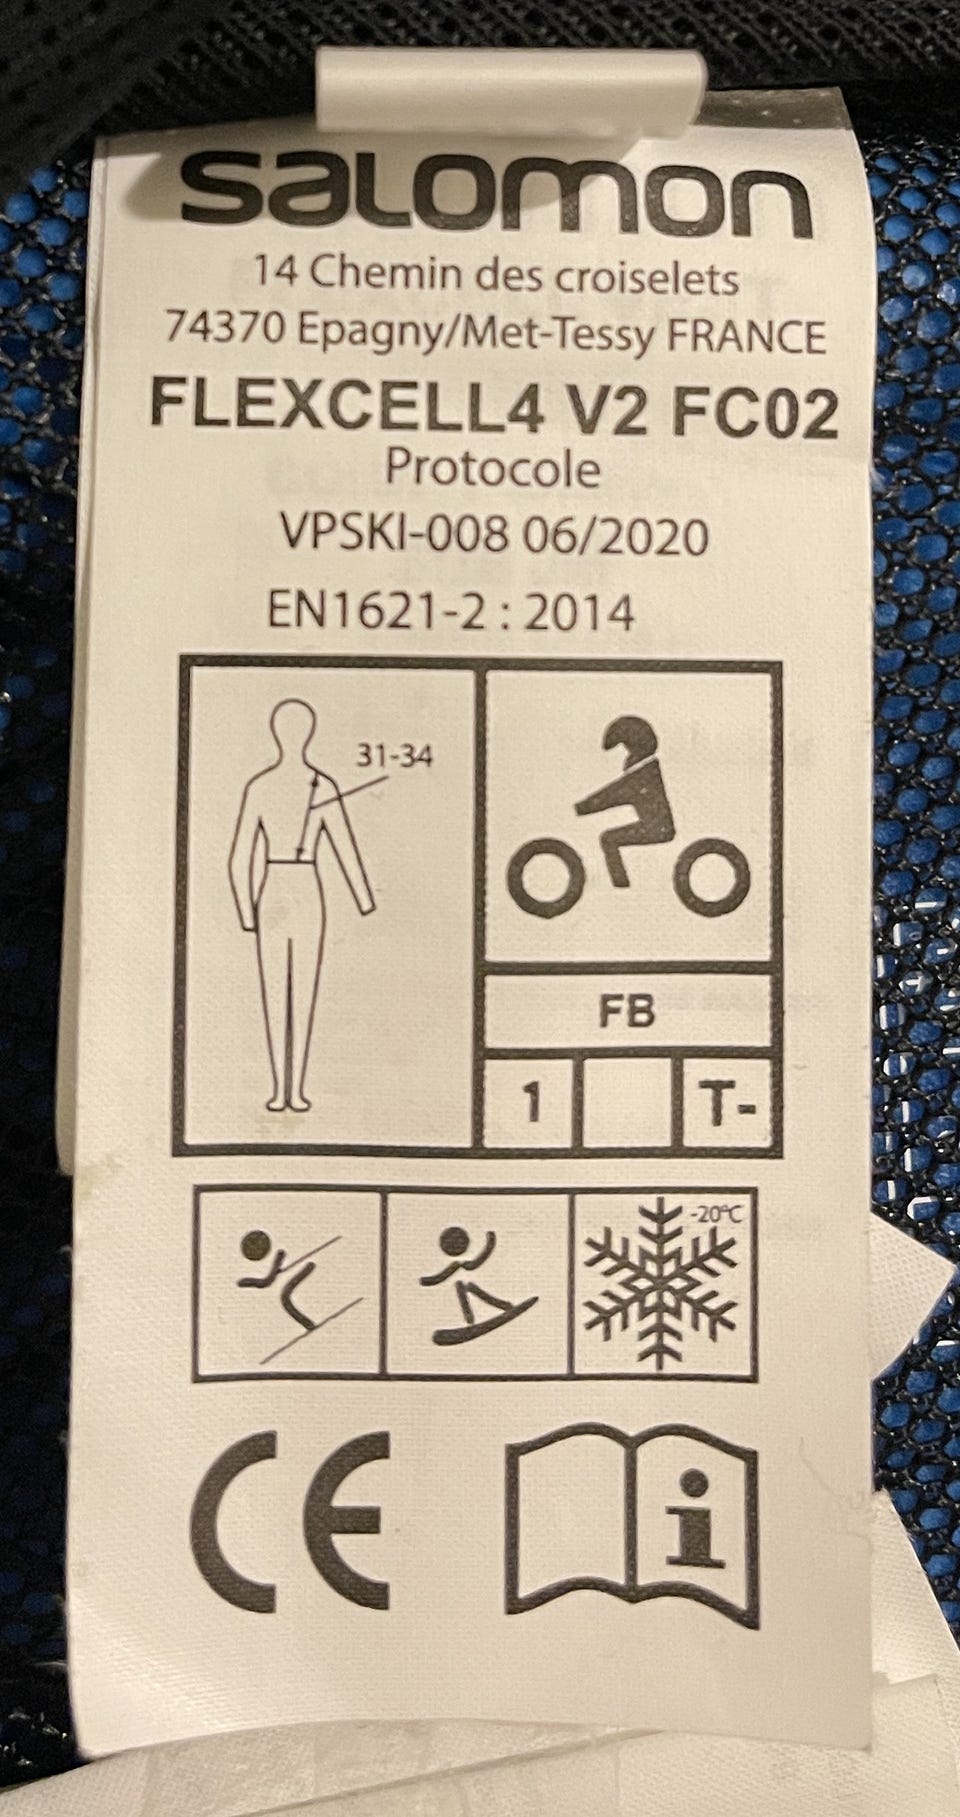 salomon
14 Chemin des croiselets
74370 Epagny/Met-Tessy FRANCE
FLEXCELL4 V2 FC02
Protocole
VPSKI-008 06/2020
EN1621-2 : 2014
31-34
FB
1 T-
-20°C
CE
i